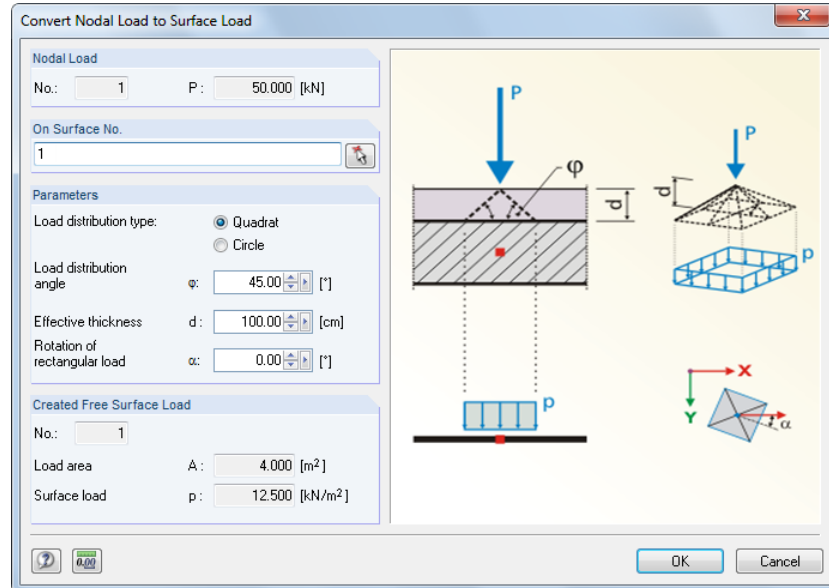 Convert Nodal Load to Surface Load
x
Nodal Load
No.: 1 P: 50.000 [kN]
On Surface No.
1
Parameters
Load distribution type: Quadrat
Circle
Load distribution
angle φ: 45.00 [°]
Effective thickness d: 100.00 [cm]
Rotation of
rectangular load α: 0.00 [°]
Created Free Surface Load
No.: 1
Load area A: 4.000 [m²]
Surface load p: 12.500 [kN/m²]
P
φ
d
p
P
d
p
X
Y
α
? 0.00 OK Cancel